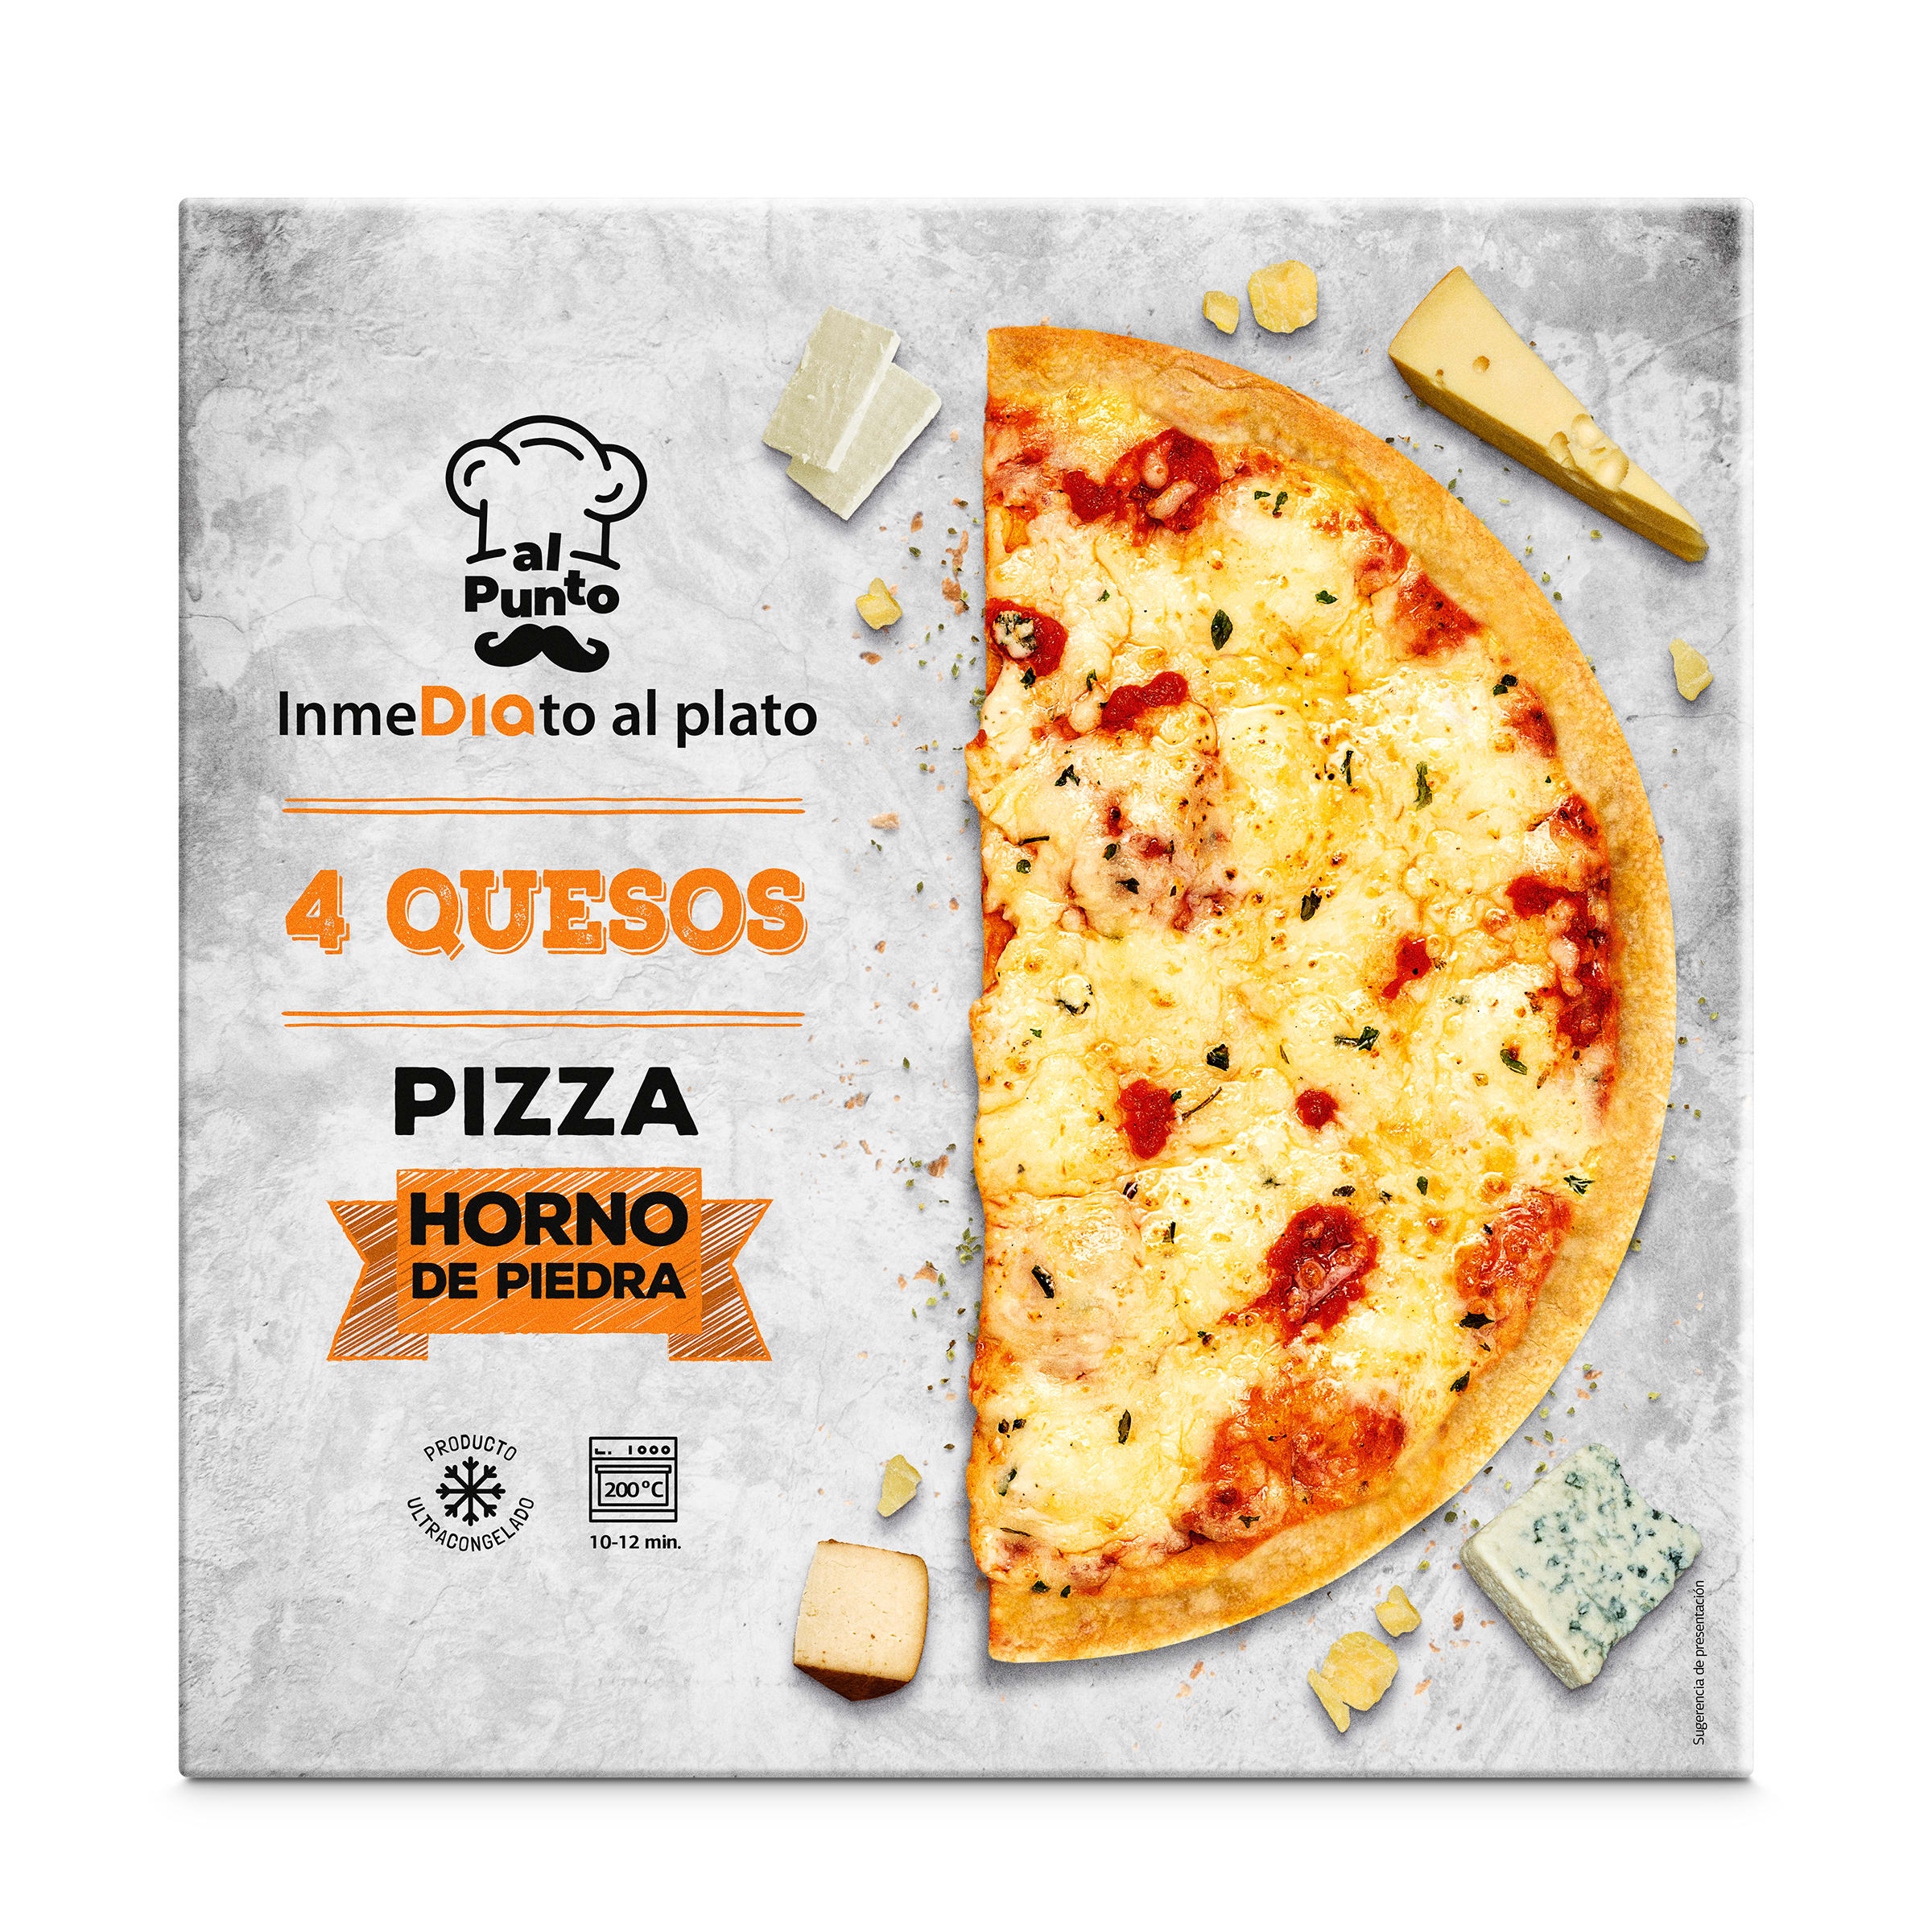 al
Punto
InmeDIAto al plato
4 QUESOS
PIZZA
HORNO
DE PIEDRA
PRODUCTO
ULTRACONGELADO
200°C
10-12 min.
Sugerencia de presentación